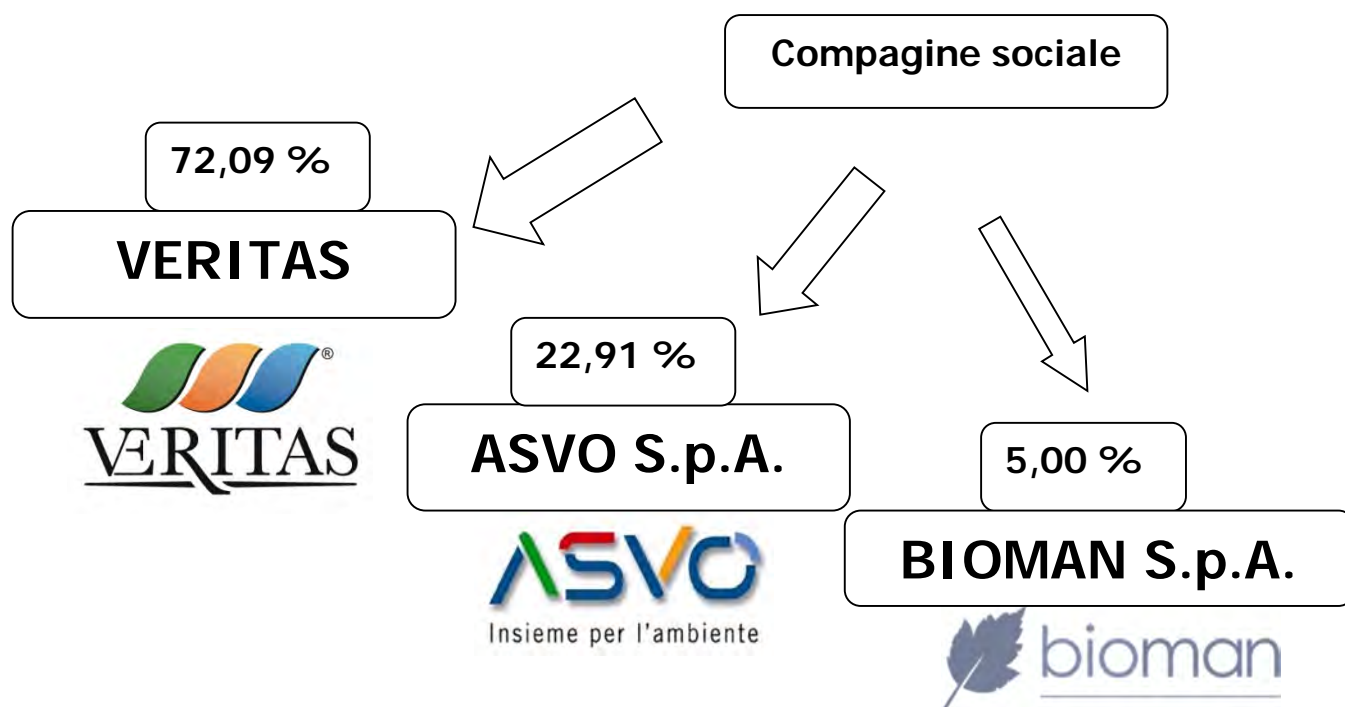 Compagine sociale
72,09 %
VERITAS
®
VERITAS
22,91 %
ASVO S.p.A.
ASVO
Insieme per l'ambiente
5,00 %
BIOMAN S.p.A.
bioman